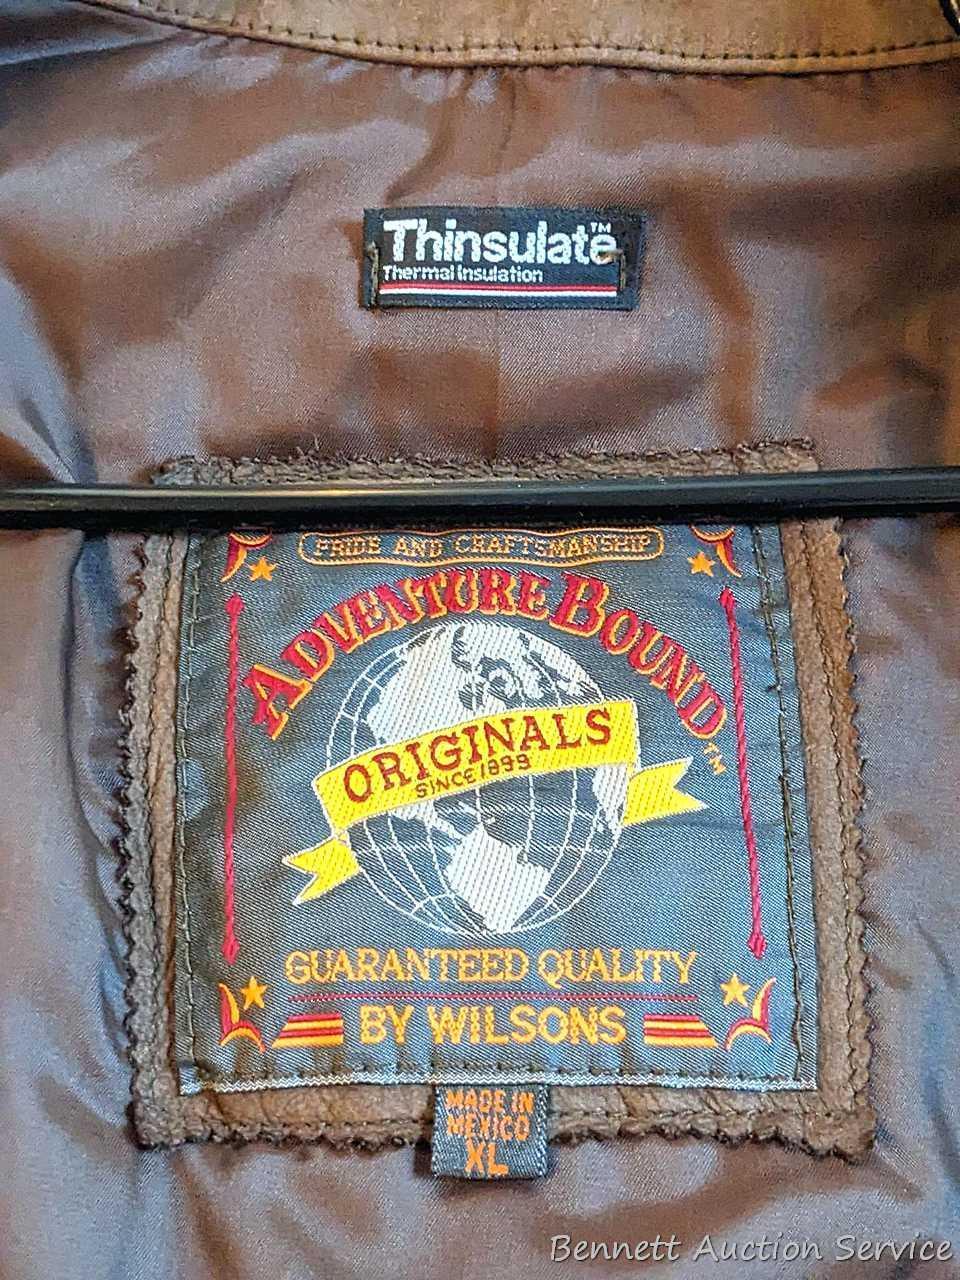 Thinsulate™
Thermal Insulation
PRIDE AND CRAFTSMANSHIP
ADVENTURE BOUND™
ORIGINALS
SINCE 1899
GUARANTEED QUALITY
BY WILSONS
MADE IN
MEXICO
XL
Bennett Auction Service